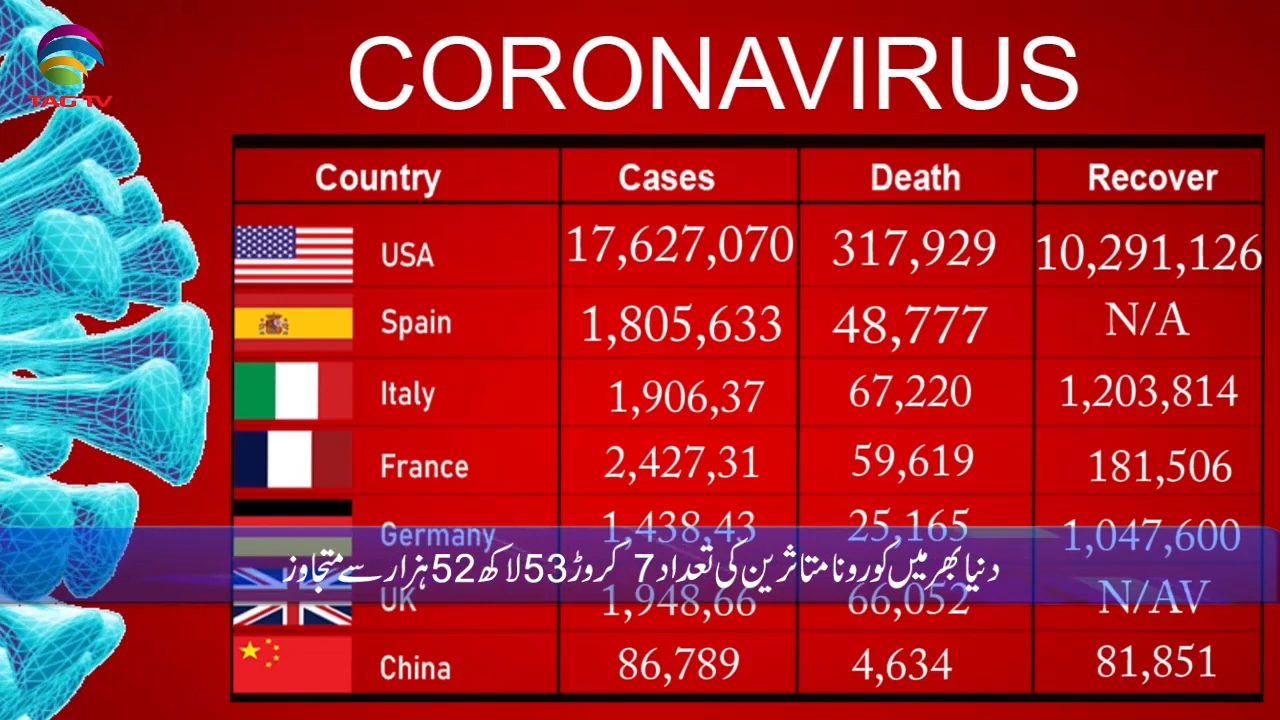 TAG TV
CORONAVIRUS
Country Cases Death Recover
USA 17,627,070 317,929 10,291,126
Spain 1,805,633 48,777 N/A
Italy 1,906,37 67,220 1,203,814
France 2,427,31 59,619 181,506
Germany 1,438,43 25,165 1,047,600
دنیا بھر میں کورونا متاثرین کی تعداد 7 کروڑ 53 لاکھ 52 ہزار سے متجاوز
UK 1,948,66 66,052 N/AV
China 86,789 4,634 81,851